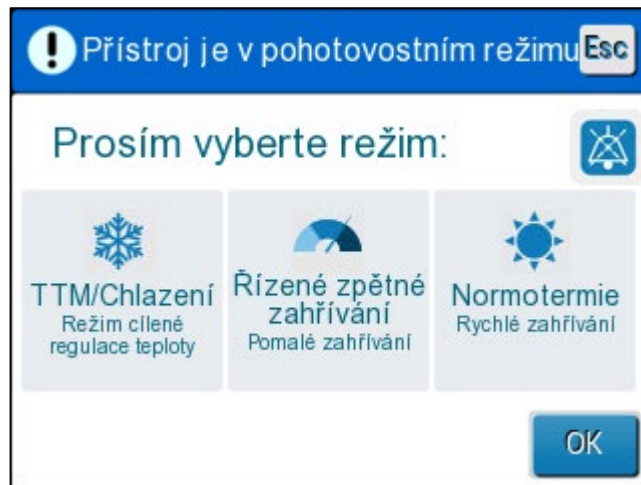 Přístroj je v pohotovostním režimu
Esc
Prosím vyberte režim:
TTM/Chlazení
Režim cílené
regulace teploty
Řízené zpětné
zahřívání
Pomalé zahřívání
Normotermie
Rychlé zahřívání
OK